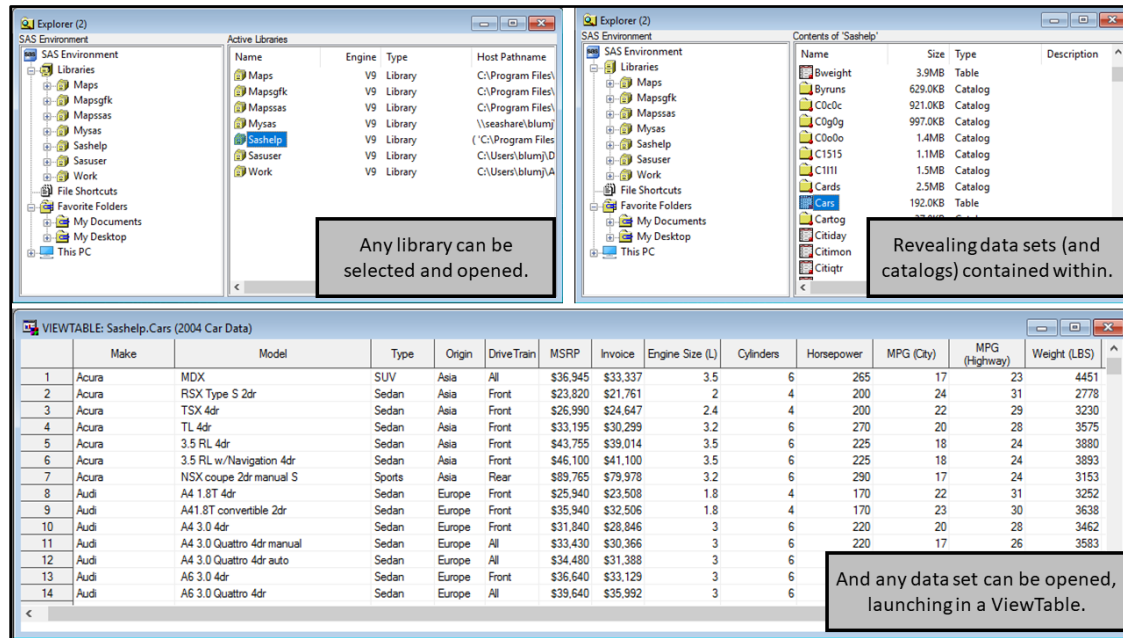 Explorer (2)
SAS Environment
SAS Environment
Libraries
Maps
Mapsgfk
Mapssas
Mysas
Sashelp
Sasuser
Work
File Shortcuts
Favorite Folders
My Documents
My Desktop
This PC
Active Libraries
Name Engine Type Host Pathname
Maps V9 Library C:\Program Files\
Mapsgfk V9 Library C:\Program Files\
Mapssas V9 Library C:\Program Files\
Mysas V9 Library \\seashare\blumj
Sashelp V9 Library ( 'C:\Program Files
Sasuser V9 Library C:\Users\blumj\D
Work V9 Library C:\Users\blumj\A
Any library can be
selected and opened.
Explorer (2)
SAS Environment
SAS Environment
Libraries
Maps
Mapsgfk
Mapssas
Mysas
Sashelp
Sasuser
Work
File Shortcuts
Favorite Folders
My Documents
My Desktop
This PC
Contents of 'Sashelp'
Name Size Type Description
Bweight 3.9MB Table
Byruns 629.0KB Catalog
C0c0c 921.0KB Catalog
C0g0g 997.0KB Catalog
C0o0o 1.4MB Catalog
C1515 1.1MB Catalog
C1l1l 1.5MB Catalog
Cards 2.5MB Catalog
Cars 192.0KB Table
Cartog
Citiday
Citimon
Citiqtr
Revealing data sets (and
catalogs) contained within.
VIEWTABLE: Sashelp.Cars (2004 Car Data)
Make Model Type Origin DriveTrain MSRP Invoice Engine Size (L) Cylinders Horsepower MPG (City) MPG (Highway) Weight (LBS)
1 Acura MDX SUV Asia All $36,945 $33,337 3.5 6 265 17 23 4451
2 Acura RSX Type S 2dr Sedan Asia Front $23,820 $21,761 2 4 200 24 31 2778
3 Acura TSX 4dr Sedan Asia Front $26,990 $24,647 2.4 4 200 22 29 3230
4 Acura TL 4dr Sedan Asia Front $33,195 $30,299 3.2 6 270 20 28 3575
5 Acura 3.5 RL 4dr Sedan Asia Front $43,755 $39,014 3.5 6 225 18 24 3880
6 Acura 3.5 RL w/Navigation 4dr Sedan Asia Front $46,100 $41,100 3.5 6 225 18 24 3893
7 Acura NSX coupe 2dr manual S Sports Asia Rear $89,765 $79,978 3.2 6 290 17 24 3153
8 Audi A4 1.8T 4dr Sedan Europe Front $25,940 $23,508 1.8 4 170 22 31 3252
9 Audi A41.8T convertible 2dr Sedan Europe Front $35,940 $32,506 1.8 4 170 23 30 3638
10 Audi A4 3.0 4dr Sedan Europe Front $31,840 $28,846 3 6 220 20 28 3462
11 Audi A4 3.0 Quattro 4dr manual Sedan Europe All $33,430 $30,366 3 6 220 17 26 3583
12 Audi A4 3.0 Quattro 4dr auto Sedan Europe All $34,480 $31,388 3 6
13 Audi A6 3.0 4dr Sedan Europe Front $36,640 $33,129 3 6
14 Audi A6 3.0 Quattro 4dr Sedan Europe All $39,640 $35,992 3 6
And any data set can be opened,
launching in a ViewTable.